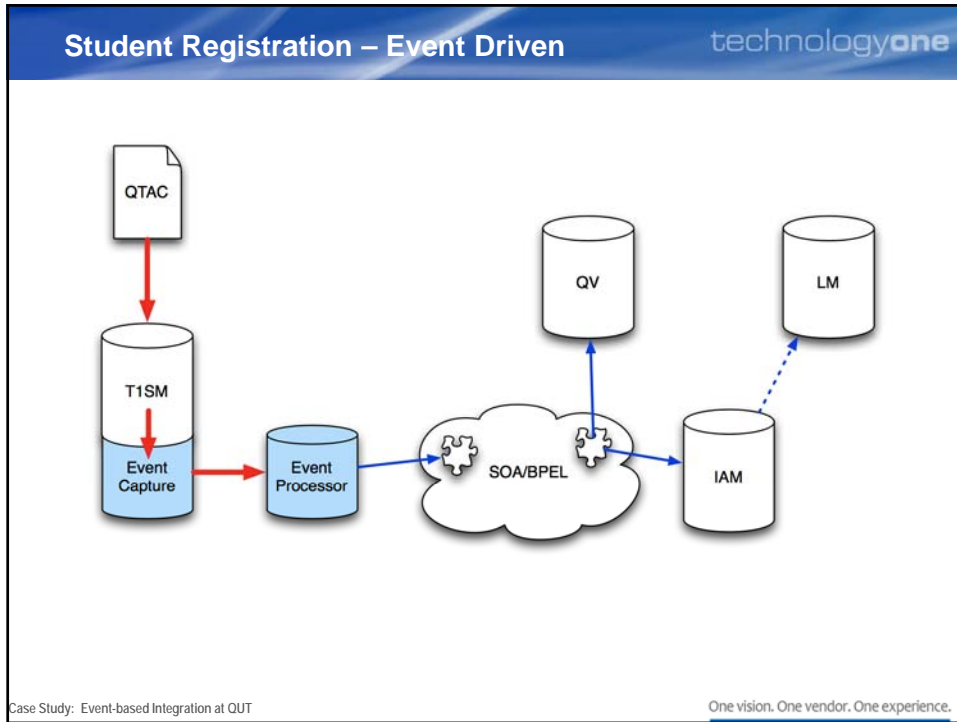 Student Registration – Event Driven
technologyone
QTAC
T1SM
Event
Capture
Event
Processor
SOA/BPEL
QV
IAM
LM
Case Study: Event-based Integration at QUT
One vision. One vendor. One experience.